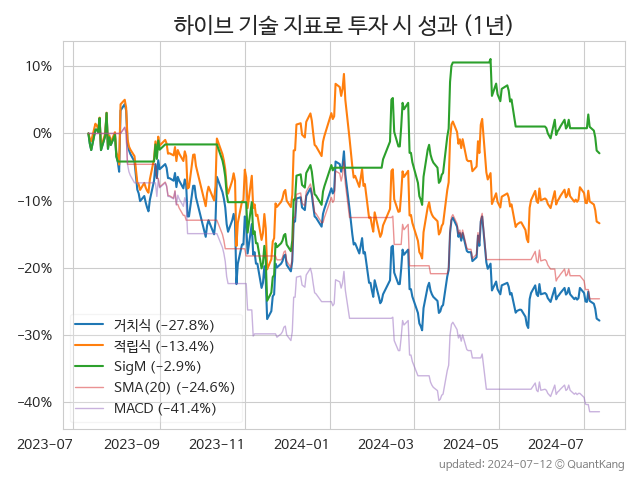 하이브 기술 지표로 투자 시 성과 (1년)
10%
0%
−10%
−20%
−30%
−40%
거치식 (−27.8%)
적립식 (−13.4%)
SigM (−2.9%)
SMA(20) (−24.6%)
MACD (−41.4%)
2023-07 2023-09 2023-11 2024-01 2024-03 2024-05 2024-07
updated: 2024-07-12 © QuantKang